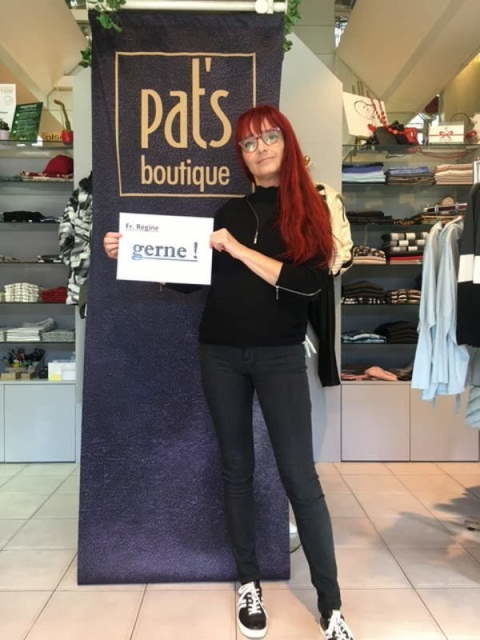 pat's
boutique
Fr. Regine
gerne !